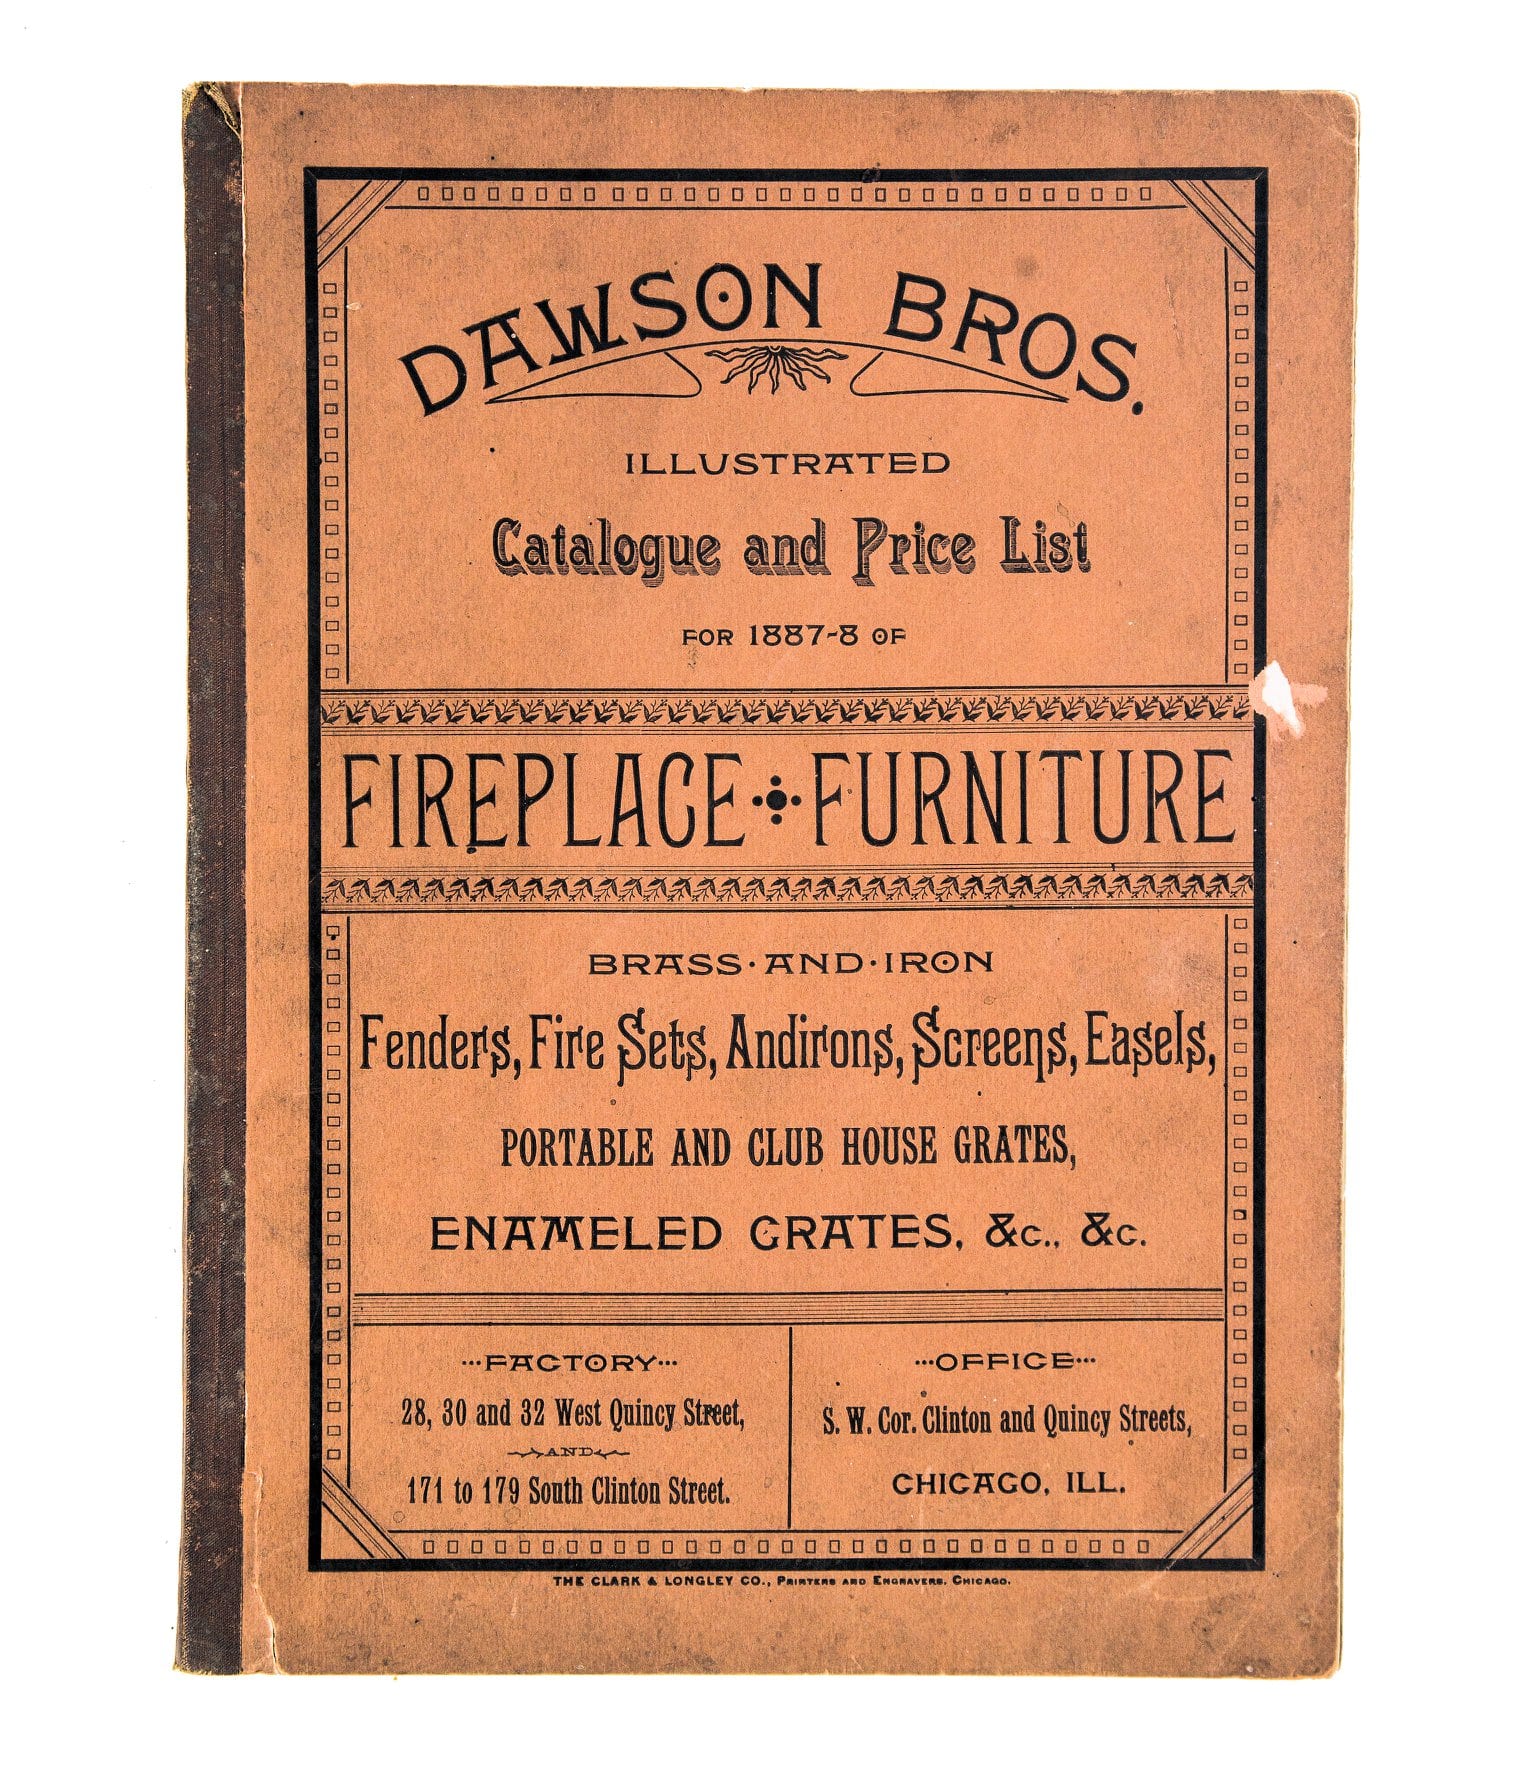 DAWSON BROS.
ILLUSTRATED
Catalogue and Price List
FOR 1887-8 OF
FIREPLACE FURNITURE
BRASS·AND·IRON
Fenders, Fire Sets, Andirons, Screens, Easels,
PORTABLE AND CLUB HOUSE GRATES,
ENAMELED GRATES, &c., &c.
···FACTORY···
28, 30 and 32 West Quincy Street,
AND
171 to 179 South Clinton Street.
···OFFICE···
S. W. Cor. Clinton and Quincy Streets,
CHICAGO, ILL.
THE CLARK & LONGLEY CO., PRINTERS AND ENGRAVERS, CHICAGO.